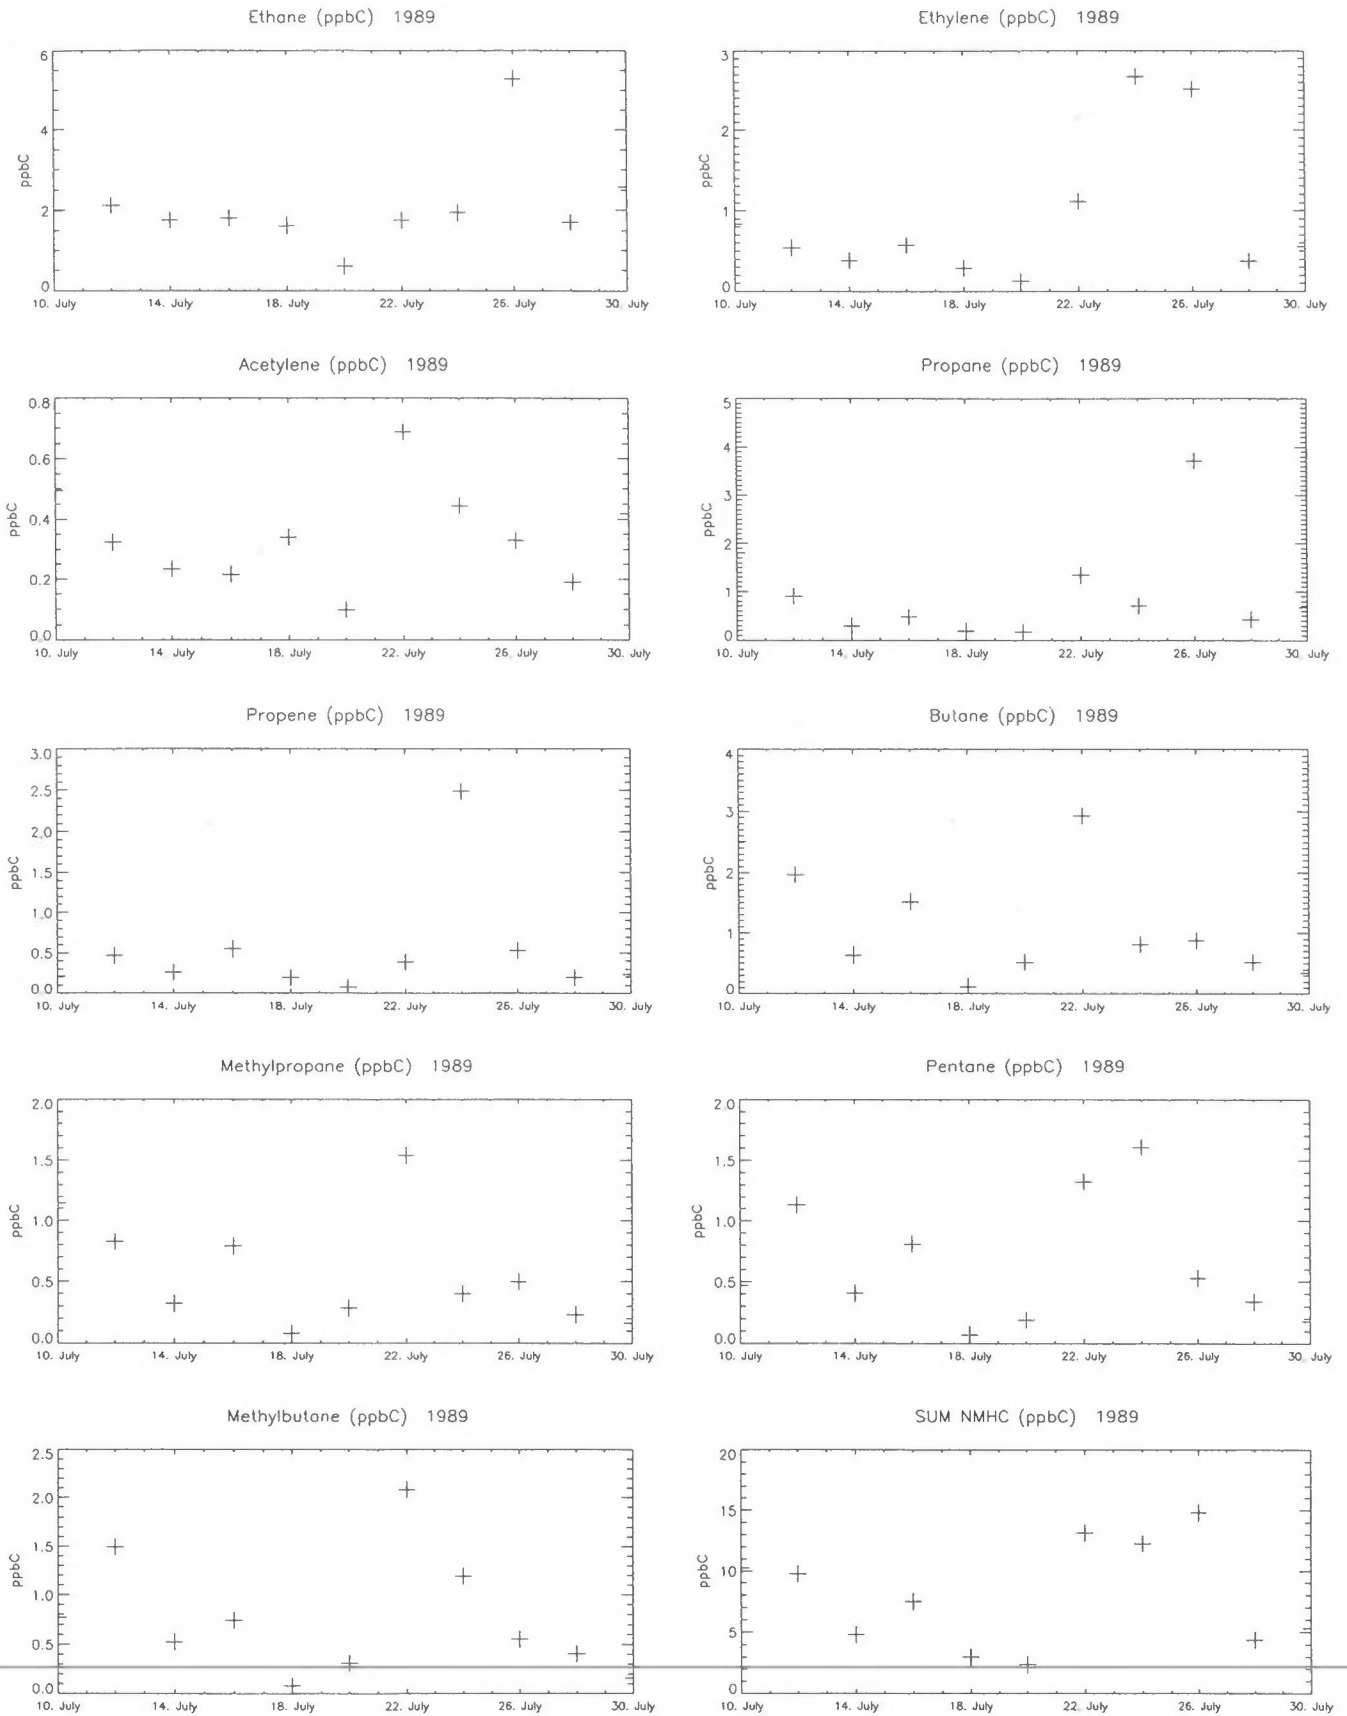 Ethane (ppbC) 1989
6
4
2
0
ppbC
10. July 14. July 18. July 22. July 26. July 30. July
Ethylene (ppbC) 1989
3
2
1
0
ppbC
10. July 14. July 18. July 22. July 26. July 30. July
Acetylene (ppbC) 1989
0.8
0.6
0.4
0.2
0.0
ppbC
10. July 14. July 18. July 22. July 26. July 30. July
Propane (ppbC) 1989
5
4
3
2
1
0
ppbC
10. July 14. July 18. July 22. July 26. July 30. July
Propene (ppbC) 1989
3.0
2.5
2.0
1.5
1.0
0.5
0.0
ppbC
10. July 14. July 18. July 22. July 26. July 30. July
Butane (ppbC) 1989
4
3
2
1
0
ppbC
10. July 14. July 18. July 22. July 26. July 30. July
Methylpropane (ppbC) 1989
2.0
1.5
1.0
0.5
0.0
ppbC
10. July 14. July 18. July 22. July 26. July 30. July
Pentane (ppbC) 1989
2.0
1.5
1.0
0.5
0.0
ppbC
10. July 14. July 18. July 22. July 26. July 30. July
Methylbutane (ppbC) 1989
2.5
2.0
1.5
1.0
0.5
0.0
ppbC
10. July 14. July 18. July 22. July 26. July 30. July
SUM NMHC (ppbC) 1989
20
15
10
5
0
ppbC
10. July 14. July 18. July 22. July 26. July 30. July